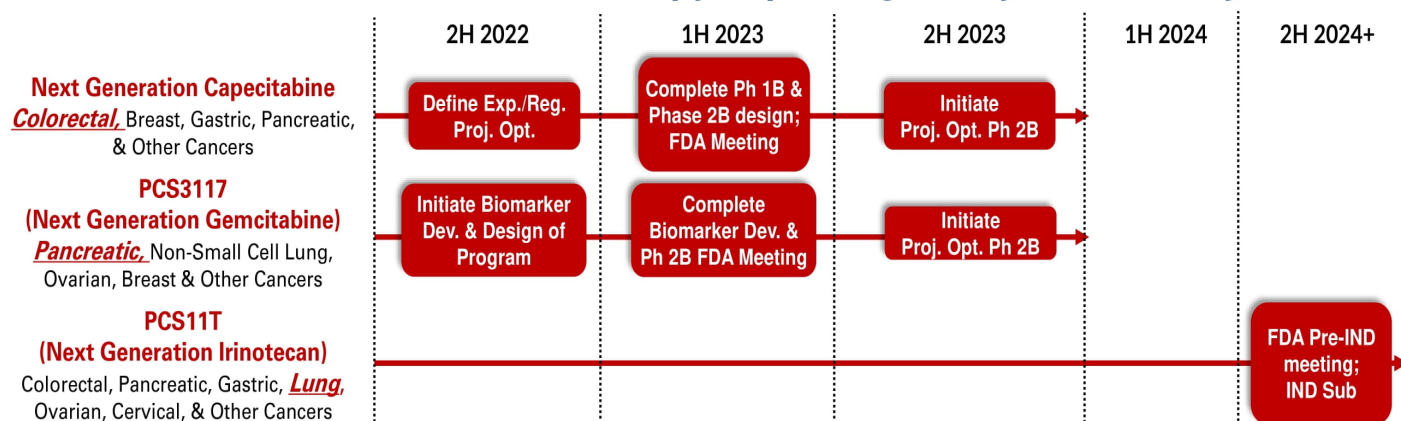 2H 2022
1H 2023
2H 2023
1H 2024
2H 2024+
Next Generation Capecitabine
Colorectal, Breast, Gastric, Pancreatic,
& Other Cancers
Define Exp./Reg.
Proj. Opt.
Complete Ph 1B &
Phase 2B design;
FDA Meeting
Initiate
Proj. Opt. Ph 2B
PCS3117
(Next Generation Gemcitabine)
Pancreatic, Non-Small Cell Lung,
Ovarian, Breast & Other Cancers
Initiate Biomarker
Dev. & Design of
Program
Complete
Biomarker Dev. &
Ph 2B FDA Meeting
Initiate
Proj. Opt. Ph 2B
PCS11T
(Next Generation Irinotecan)
Colorectal, Pancreatic, Gastric, Lung,
Ovarian, Cervical, & Other Cancers
FDA Pre-IND
meeting;
IND Sub